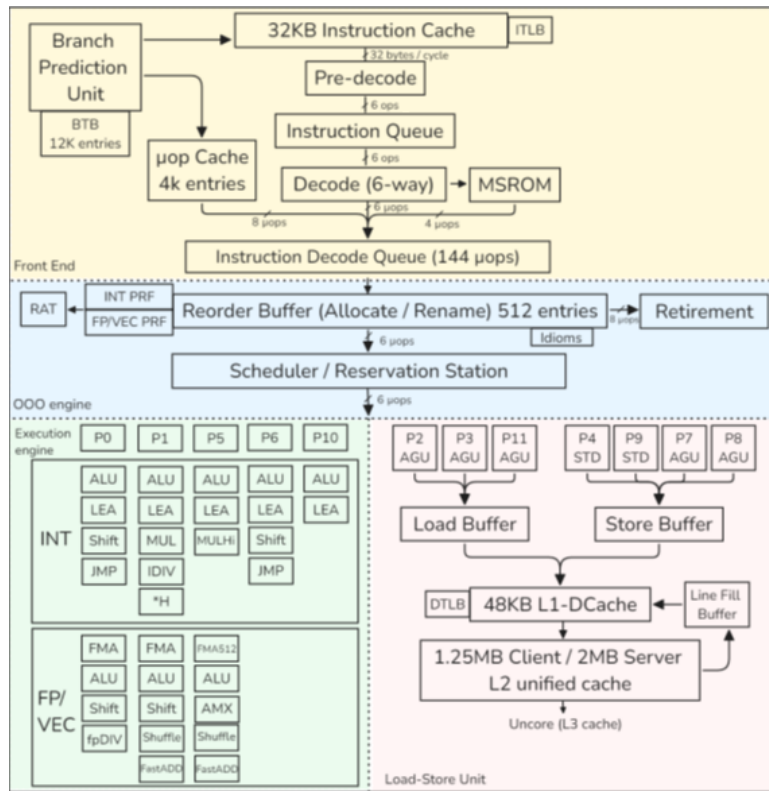 Branch
Prediction
Unit
BTB
12K entries
32KB Instruction Cache
ITLB
32 bytes / cycle
Pre-decode
6 ops
Instruction Queue
6 ops
μop Cache
4k entries
Decode (6-way)
MSROM
8 μops
6 μops
4 μops
Instruction Decode Queue (144 μops)
Front End
RAT
INT PRF
FP/VEC PRF
Reorder Buffer (Allocate / Rename) 512 entries
8 μops
Retirement
Idioms
6 μops
Scheduler / Reservation Station
OOO engine
6 μops
Execution
engine
P0 P1 P5 P6 P10
INT
ALU ALU ALU ALU ALU
LEA LEA LEA LEA LEA
Shift MUL MULHi Shift
JMP IDIV JMP
*H
FP/
VEC
FMA FMA FMA512
ALU ALU ALU
Shift Shift AMX
fpDIV Shuffle Shuffle
FastADD FastADD
P2 P3 P11 P4 P9 P7 P8
AGU AGU AGU STD STD AGU AGU
Load Buffer
Store Buffer
DTLB
48KB L1-DCache
Line Fill
Buffer
1.25MB Client / 2MB Server
L2 unified cache
Uncore (L3 cache)
Load-Store Unit